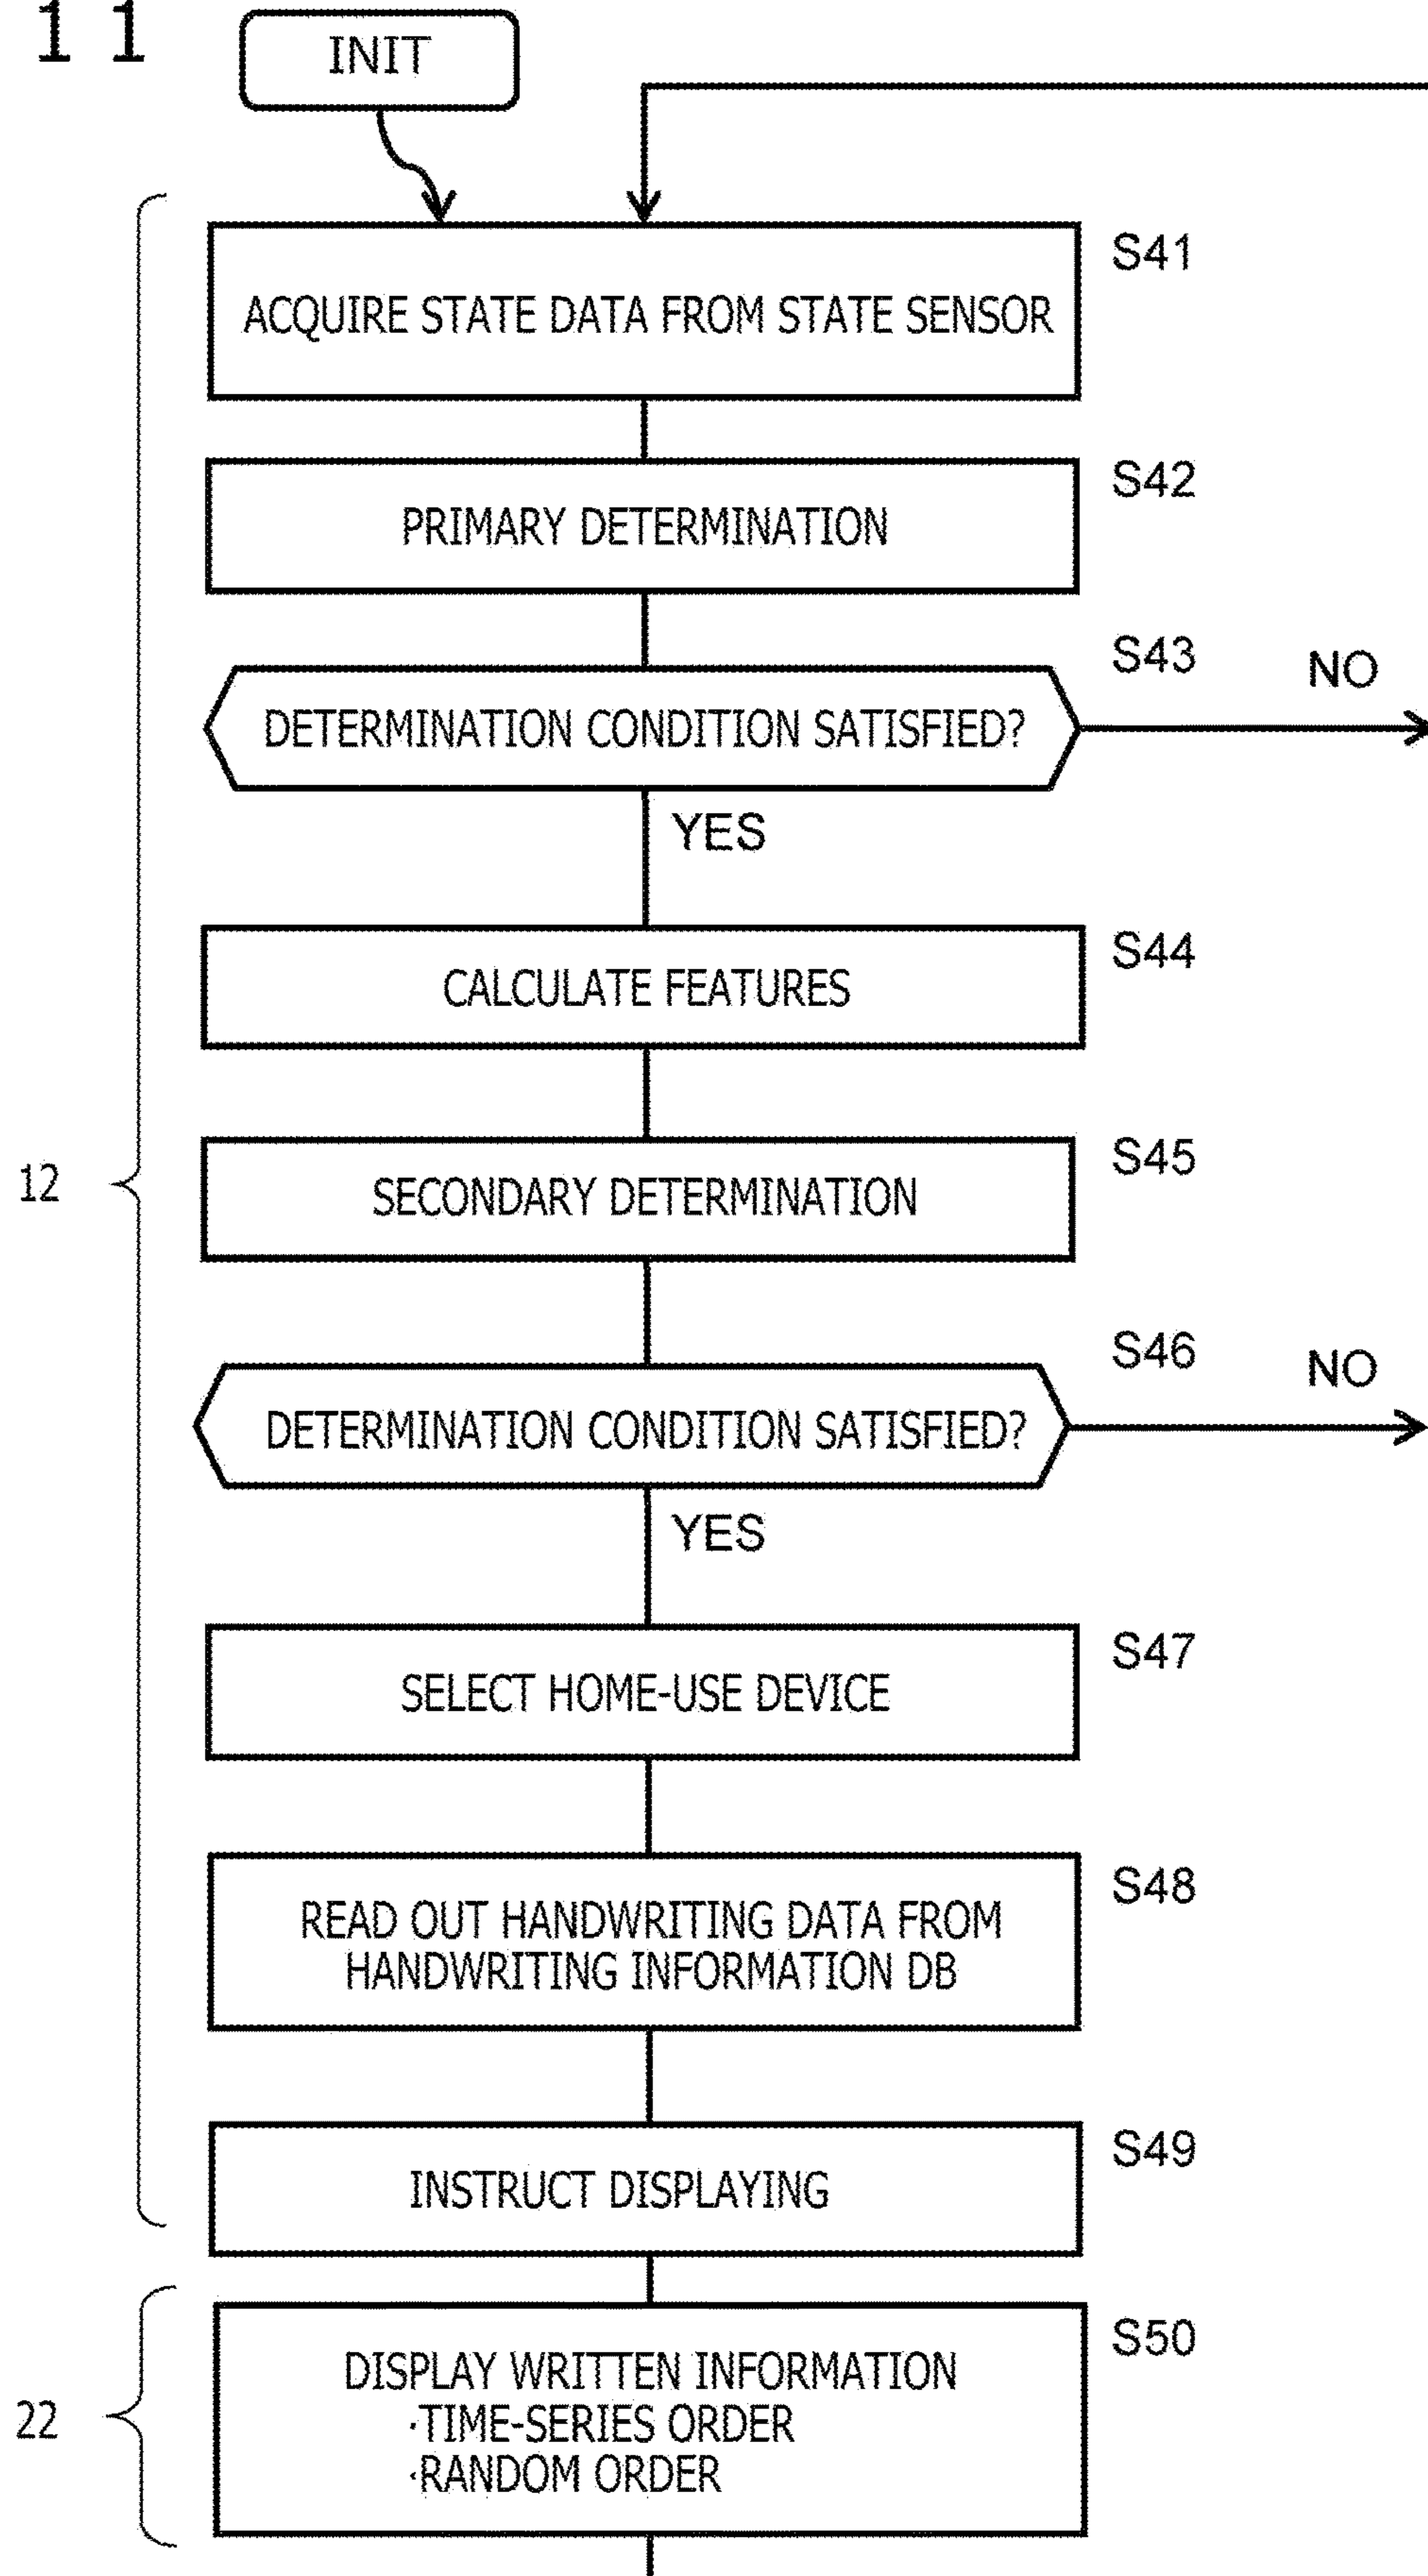 11
INIT
S41
ACQUIRE STATE DATA FROM STATE SENSOR
S42
PRIMARY DETERMINATION
S43
NO
DETERMINATION CONDITION SATISFIED?
YES
S44
CALCULATE FEATURES
S45
12
SECONDARY DETERMINATION
S46
NO
DETERMINATION CONDITION SATISFIED?
YES
S47
SELECT HOME-USE DEVICE
S48
READ OUT HANDWRITING DATA FROM
HANDWRITING INFORMATION DB
S49
INSTRUCT DISPLAYING
S50
DISPLAY WRITTEN INFORMATION
·TIME-SERIES ORDER
·RANDOM ORDER
22